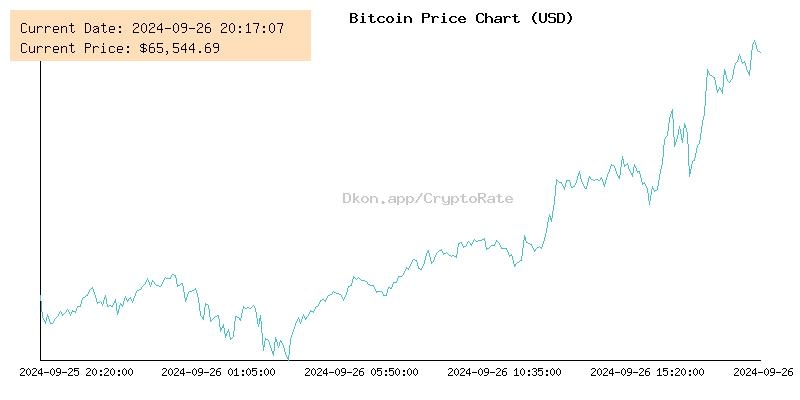 Bitcoin Price Chart (USD)
Current Date: 2024-09-26 20:17:07
Current Price: $65,544.69
Dkon.app/CryptoRate
2024-09-25 20:20:00 2024-09-26 01:05:00 2024-09-26 05:50:00 2024-09-26 10:35:00 2024-09-26 15:20:00 2024-09-26